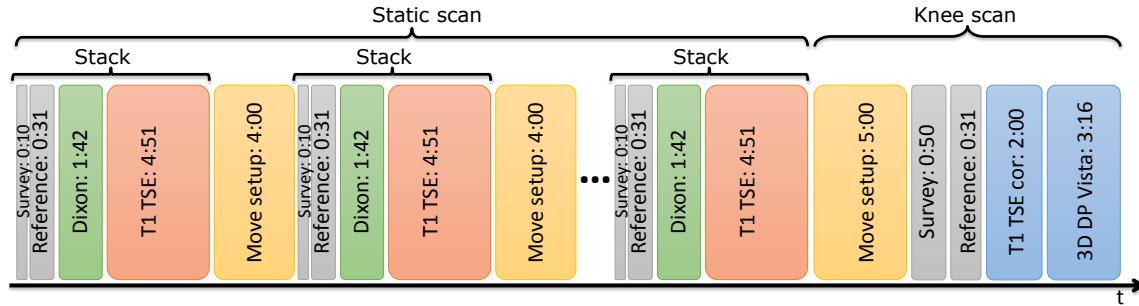 Static scan
Knee scan
Stack
Stack
Stack
Survey: 0:10
Reference: 0:31
Dixon: 1:42
T1 TSE: 4:51
Move setup: 4:00
Survey: 0:10
Reference: 0:31
Dixon: 1:42
T1 TSE: 4:51
Move setup: 4:00
...
Survey: 0:10
Reference: 0:31
Dixon: 1:42
T1 TSE: 4:51
Move setup: 5:00
Survey: 0:50
Reference: 0:31
T1 TSE cor: 2:00
3D DP Vista: 3:16
t